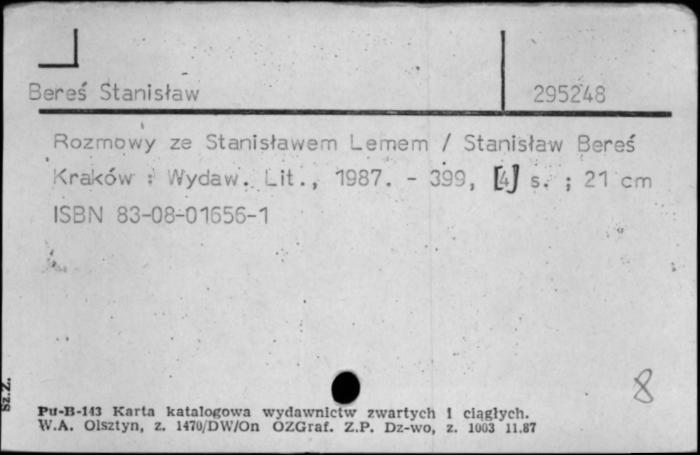 Bereś Stanisław 295248
Rozmowy ze Stanisławem Lemem / Stanisław Bereś
Kraków : Wydaw. Lit., 1987. - 399, [4] s. ; 21 cm
ISBN 83-08-01656-1
8
Sz.Z.
Pu-B-143 Karta katalogowa wydawnictw zwartych i ciągłych.
W.A. Olsztyn, z. 1470/DW/On OZGraf. Z.P. Dz-wo, z. 1003 11.87